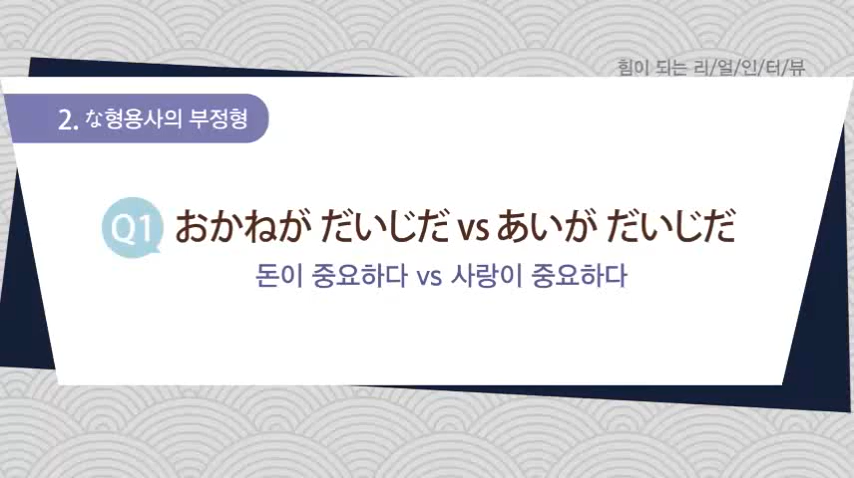 힘이 되는 리/얼/인/터/뷰
2. な형용사의 부정형
Q1 おかねが だいじだ vs あいが だいじだ
돈이 중요하다 vs 사랑이 중요하다